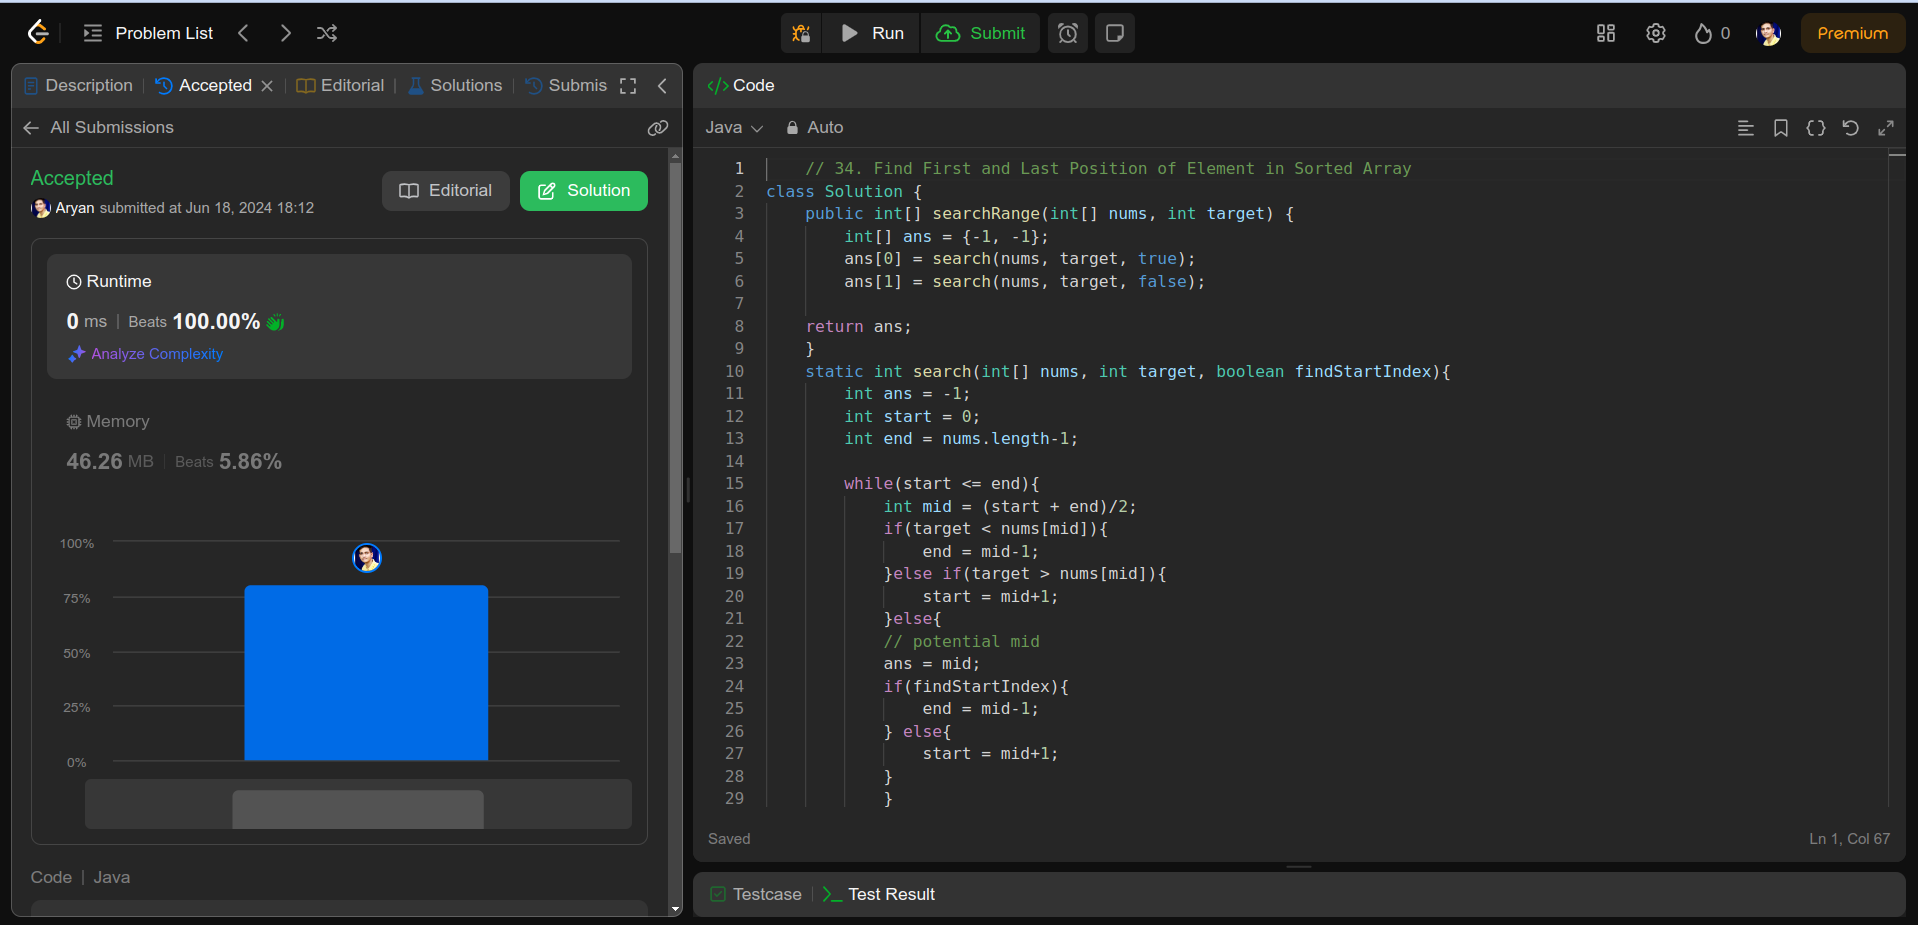 Problem List
Run
Submit
0
Premium
Description
Accepted
Editorial
Solutions
Submis
All Submissions
Accepted
Aryan submitted at Jun 18, 2024 18:12
Editorial
Solution
Runtime
0 ms | Beats 100.00%
Analyze Complexity
Memory
46.26 MB | Beats 5.86%
100%
75%
50%
25%
0%
Code | Java
</> Code
Java
Auto
1 // 34. Find First and Last Position of Element in Sorted Array
2 class Solution {
3 public int[] searchRange(int[] nums, int target) {
4 int[] ans = {-1, -1};
5 ans[0] = search(nums, target, true);
6 ans[1] = search(nums, target, false);
7
8 return ans;
9 }
10 static int search(int[] nums, int target, boolean findStartIndex){
11 int ans = -1;
12 int start = 0;
13 int end = nums.length-1;
14
15 while(start <= end){
16 int mid = (start + end)/2;
17 if(target < nums[mid]){
18 end = mid-1;
19 }else if(target > nums[mid]){
20 start = mid+1;
21 }else{
22 // potential mid
23 ans = mid;
24 if(findStartIndex){
25 end = mid-1;
26 } else{
27 start = mid+1;
28 }
29 }
Saved
Ln 1, Col 67
Testcase
Test Result